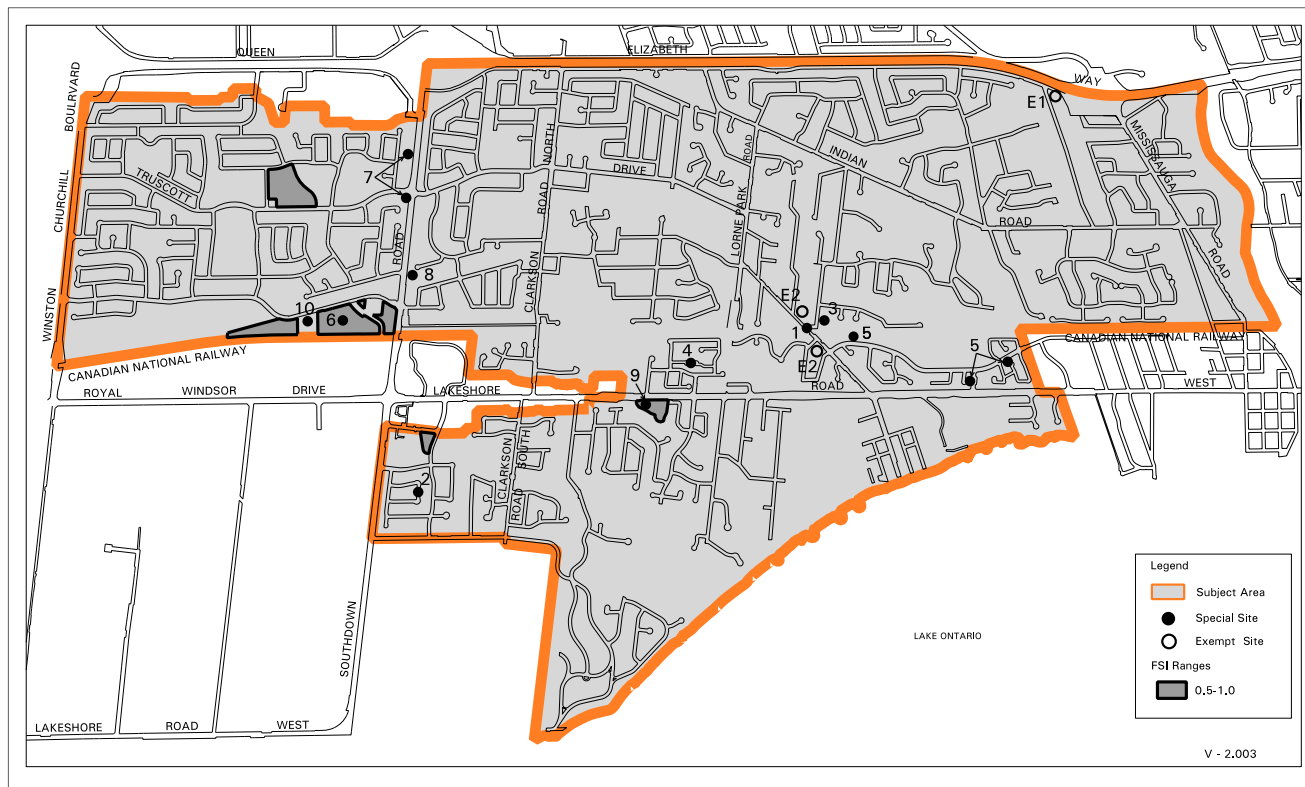 QUEEN
ELIZABETH
WAY
E1
BOULRVARD
MISSISSAUGA
ROAD
NORTH
ROAD
CLARKSON
ROAD
LORNE PARK
INDIAN
ROAD
DRIVE
7
TRUSCOTT
CHURCHILL
WINSTON
ROAD
8
E2
3
10
6
1
5
E2
4
5
CANADIAN NATIONAL RAILWAY
CANADIAN NATIONAL RAILWAY
9
ROYAL WINDSOR DRIVE
LAKESHORE
ROAD
WEST
CLARKSON
ROAD SOUTH
2
SOUTHDOWN
LAKESHORE ROAD WEST
LAKE ONTARIO
Legend
Subject Area
Special Site
Exempt Site
FSI Ranges
0.5-1.0
V - 2.003